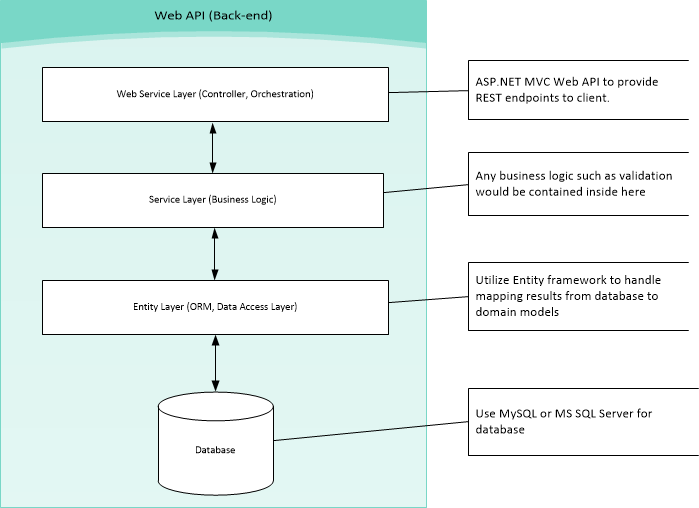 Web API (Back-end)
Web Service Layer (Controller, Orchestration)
ASP.NET MVC Web API to provide
REST endpoints to client.
Service Layer (Business Logic)
Any business logic such as validation
would be contained inside here
Entity Layer (ORM, Data Access Layer)
Utilize Entity framework to handle
mapping results from database to
domain models
Database
Use MySQL or MS SQL Server for
database